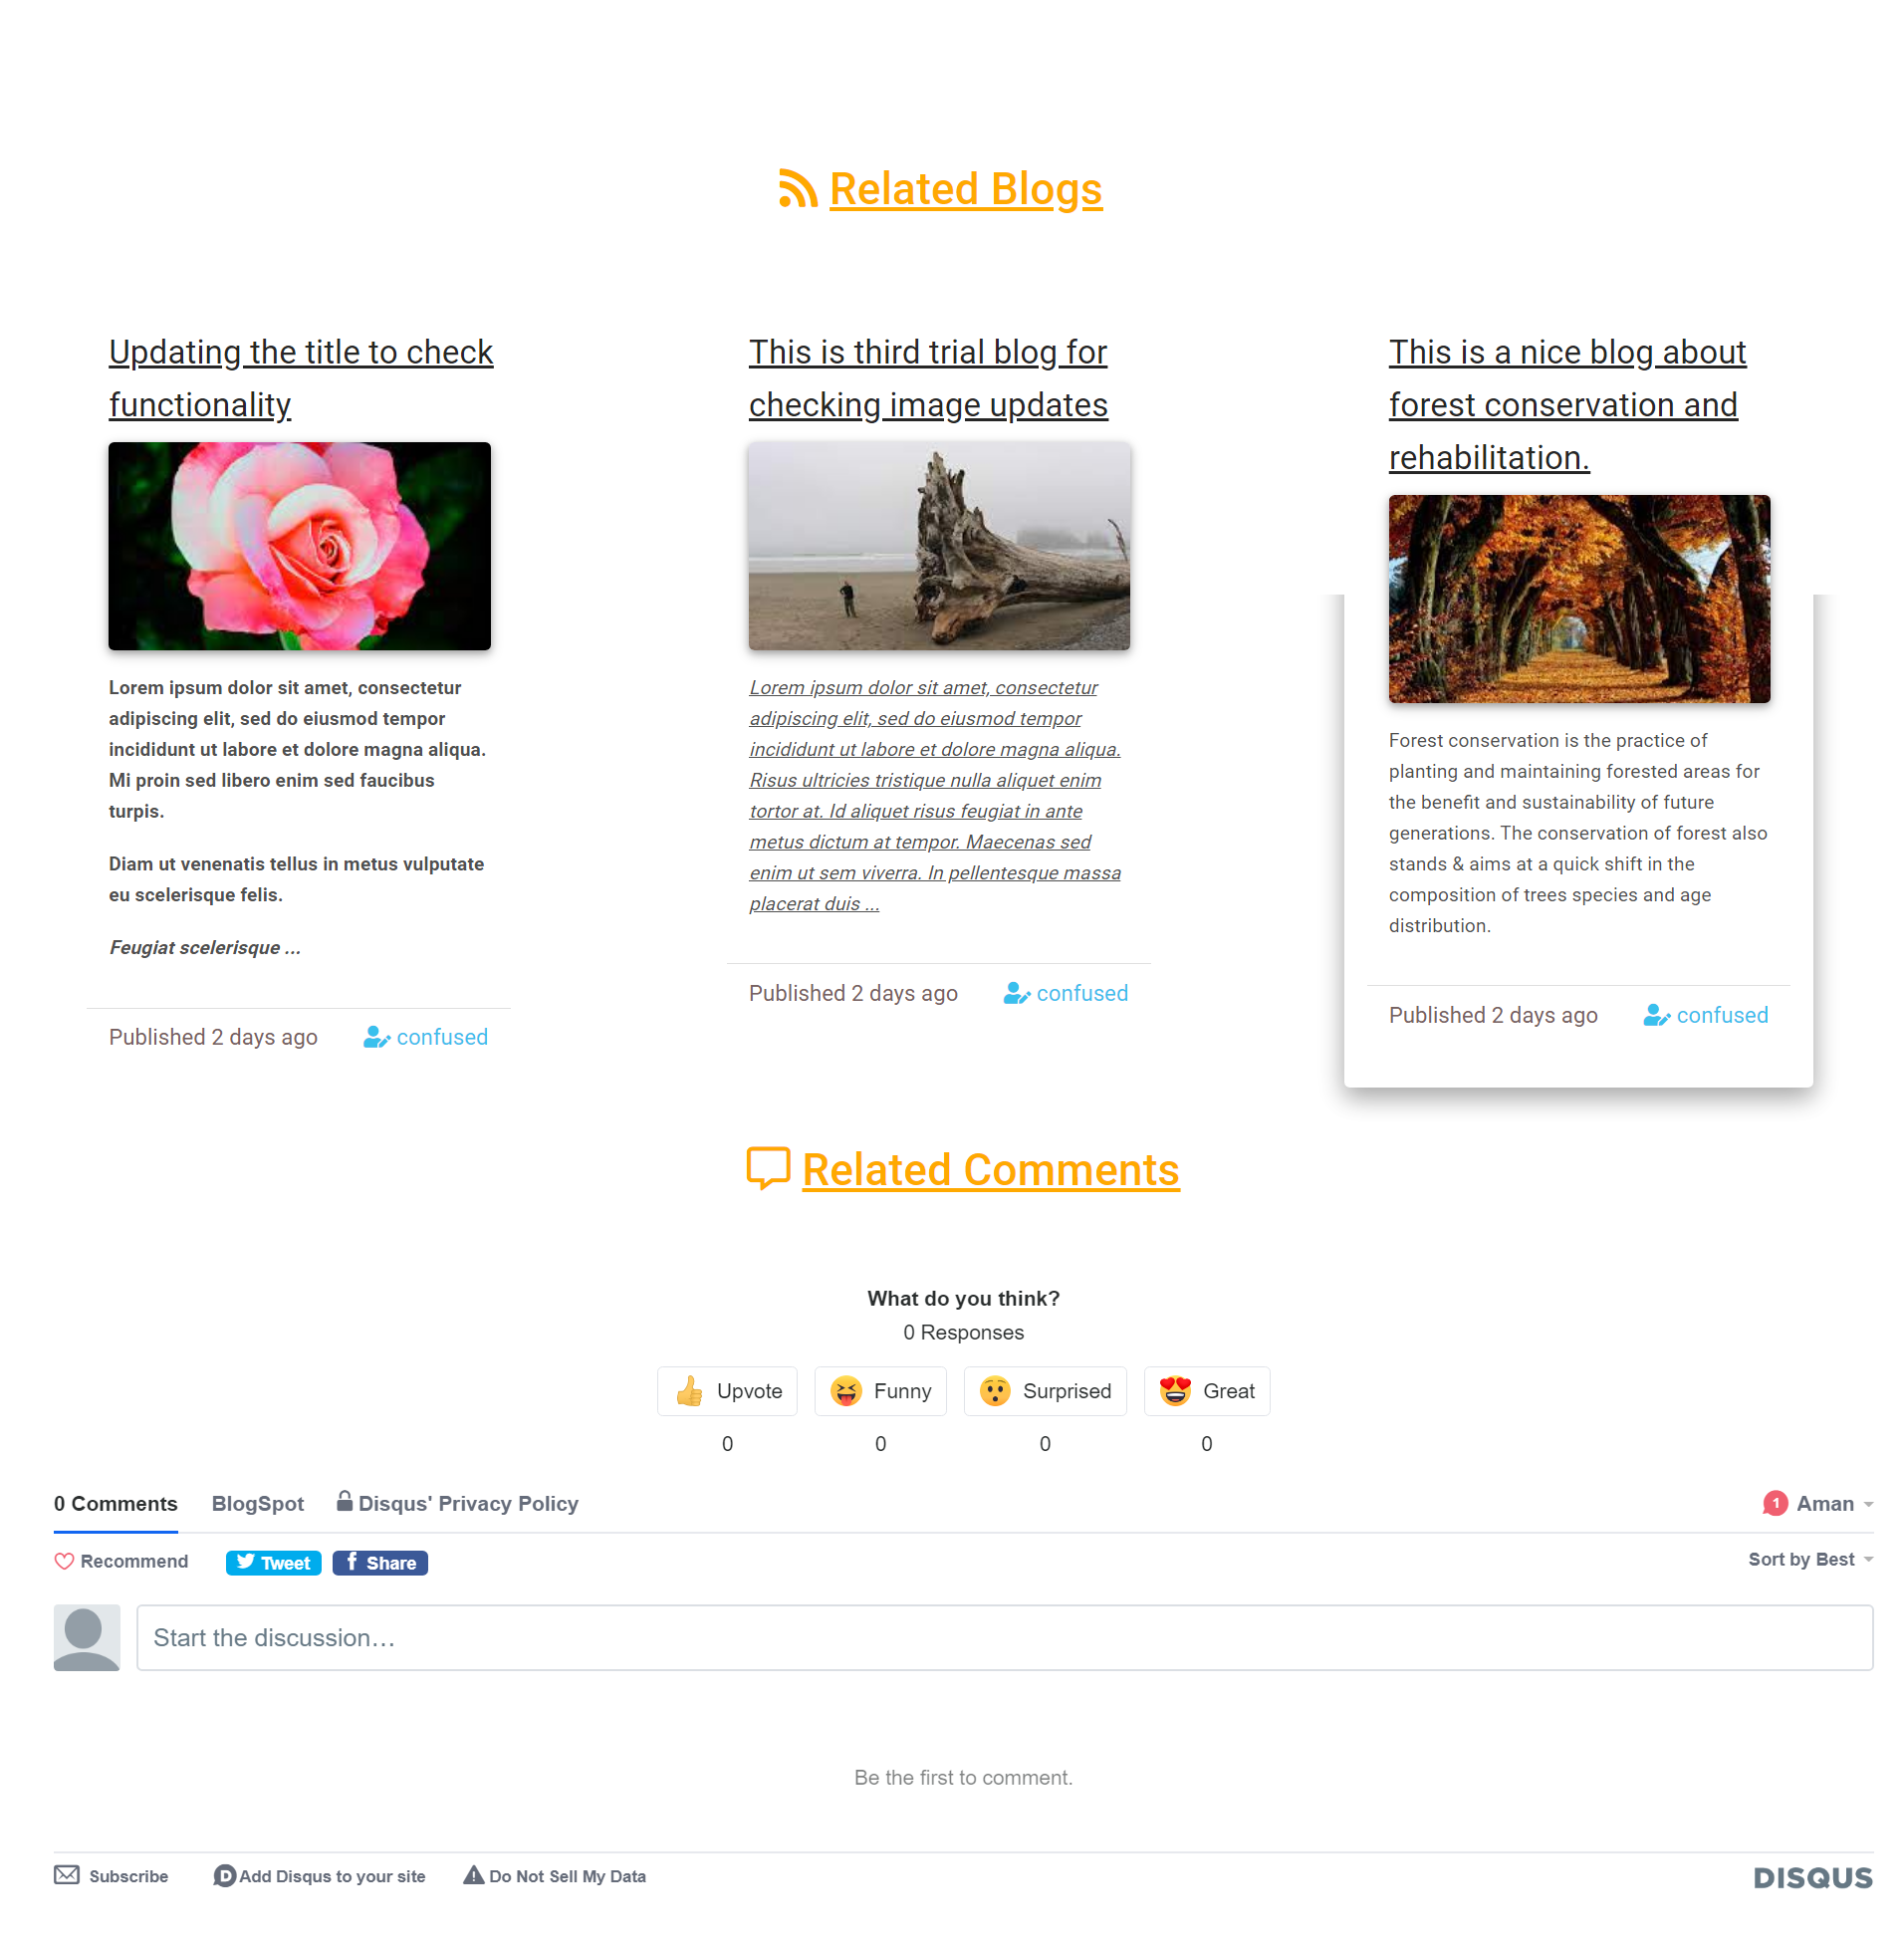 Related Blogs
Updating the title to check
functionality
Lorem ipsum dolor sit amet, consectetur
adipiscing elit, sed do eiusmod tempor
incididunt ut labore et dolore magna aliqua.
Mi proin sed libero enim sed faucibus
turpis.
Diam ut venenatis tellus in metus vulputate
eu scelerisque felis.
Feugiat scelerisque ...
Published 2 days ago confused
This is third trial blog for
checking image updates
Lorem ipsum dolor sit amet, consectetur
adipiscing elit, sed do eiusmod tempor
incididunt ut labore et dolore magna aliqua.
Risus ultricies tristique nulla aliquet enim
tortor at. Id aliquet risus feugiat in ante
metus dictum at tempor. Maecenas sed
enim ut sem viverra. In pellentesque massa
placerat duis ...
Published 2 days ago confused
This is a nice blog about
forest conservation and
rehabilitation.
Forest conservation is the practice of
planting and maintaining forested areas for
the benefit and sustainability of future
generations. The conservation of forest also
stands & aims at a quick shift in the
composition of trees species and age
distribution.
Published 2 days ago confused
Related Comments
What do you think?
0 Responses
Upvote Funny Surprised Great
0 0 0 0
0 Comments BlogSpot Disqus' Privacy Policy 1 Aman
Recommend Tweet Share Sort by Best
Start the discussion…
Be the first to comment.
Subscribe Add Disqus to your site Do Not Sell My Data DISQUS